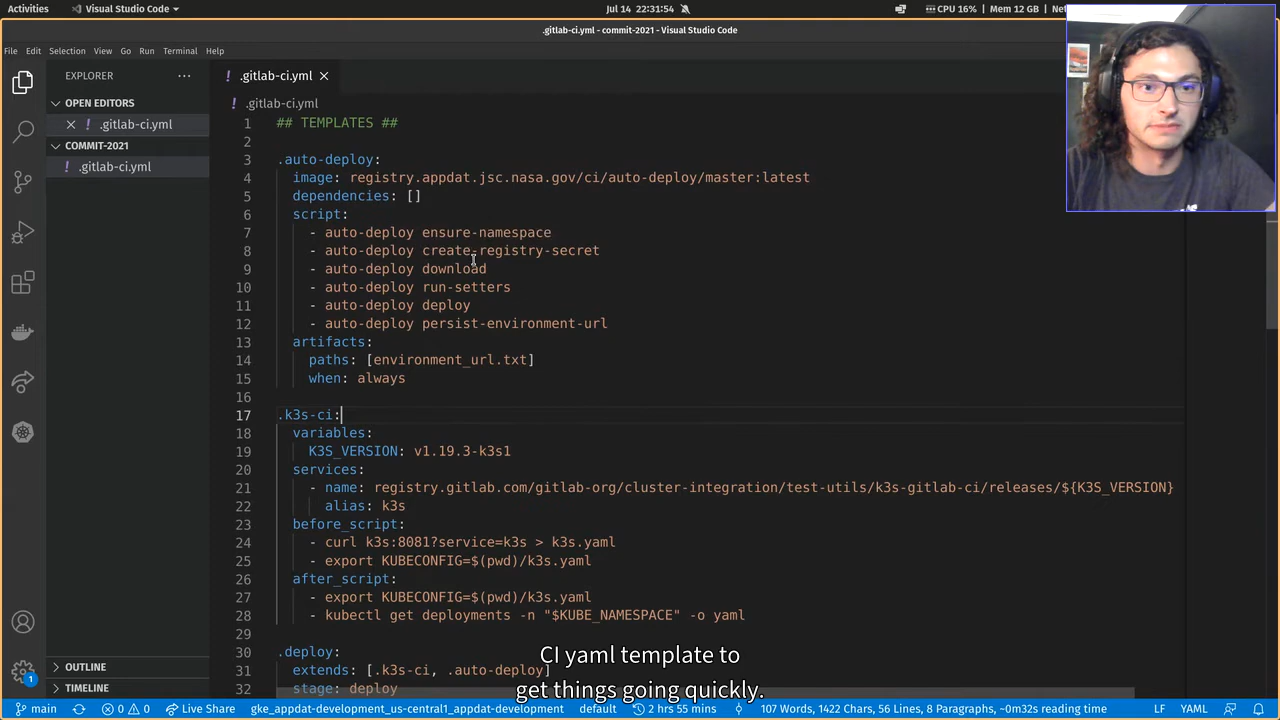 Activities
Visual Studio Code
Jul 14 22:31:54
CPU 16% | Mem 12 GB |
.gitlab-ci.yml - commit-2021 - Visual Studio Code
File Edit Selection View Go Run Terminal Help
EXPLORER
OPEN EDITORS
.gitlab-ci.yml
COMMIT-2021
.gitlab-ci.yml
OUTLINE
TIMELINE
! .gitlab-ci.yml
! .gitlab-ci.yml
1 ## TEMPLATES ##
2
3 .auto-deploy:
4 image: registry.appdat.jsc.nasa.gov/ci/auto-deploy/master:latest
5 dependencies: []
6 script:
7 - auto-deploy ensure-namespace
8 - auto-deploy create-registry-secret
9 - auto-deploy download
10 - auto-deploy run-setters
11 - auto-deploy deploy
12 - auto-deploy persist-environment-url
13 artifacts:
14 paths: [environment_url.txt]
15 when: always
16
17 .k3s-ci:
18 variables:
19 K3S_VERSION: v1.19.3-k3s1
20 services:
21 - name: registry.gitlab.com/gitlab-org/cluster-integration/test-utils/k3s-gitlab-ci/releases/${K3S_VERSION}
22 alias: k3s
23 before_script:
24 - curl k3s:8081?service=k3s > k3s.yaml
25 - export KUBECONFIG=$(pwd)/k3s.yaml
26 after_script:
27 - export KUBECONFIG=$(pwd)/k3s.yaml
28 - kubectl get deployments -n "$KUBE_NAMESPACE" -o yaml
29
30 .deploy:
31 extends: [.k3s-ci, .auto-deploy]
32 stage: deploy
CI yaml template to
get things going quickly.
1
main
0 0
Live Share
gke_appdat-development_us-central1_appdat-development
default
2 hrs 55 mins
107 Words, 1422 Chars, 56 Lines, 8 Paragraphs, ~0m32s reading time
LF
YAML